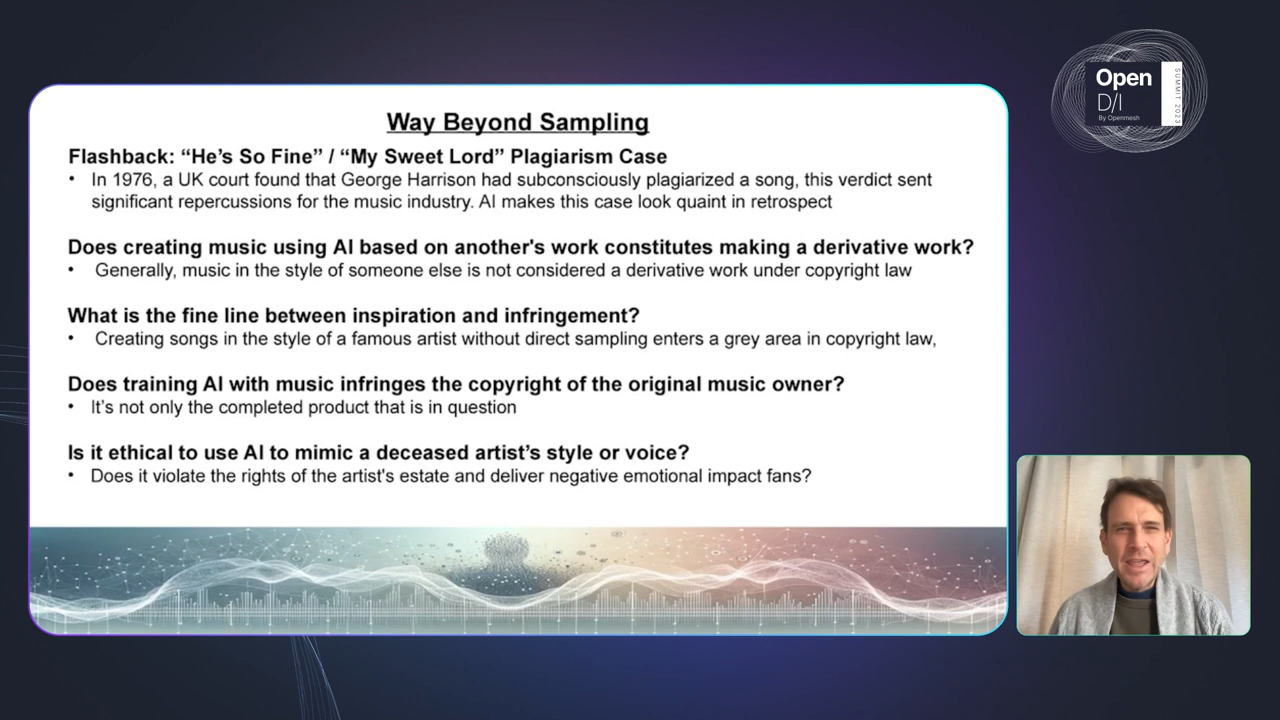 Way Beyond Sampling
Flashback: “He’s So Fine” / “My Sweet Lord” Plagiarism Case
• In 1976, a UK court found that George Harrison had subconsciously plagiarized a song, this verdict sent
significant repercussions for the music industry. AI makes this case look quaint in retrospect
Does creating music using AI based on another's work constitutes making a derivative work?
• Generally, music in the style of someone else is not considered a derivative work under copyright law
What is the fine line between inspiration and infringement?
• Creating songs in the style of a famous artist without direct sampling enters a grey area in copyright law,
Does training AI with music infringes the copyright of the original music owner?
• It’s not only the completed product that is in question
Is it ethical to use AI to mimic a deceased artist’s style or voice?
• Does it violate the rights of the artist's estate and deliver negative emotional impact fans?
Open
D/I
By Openmesh
SUMMIT 2023